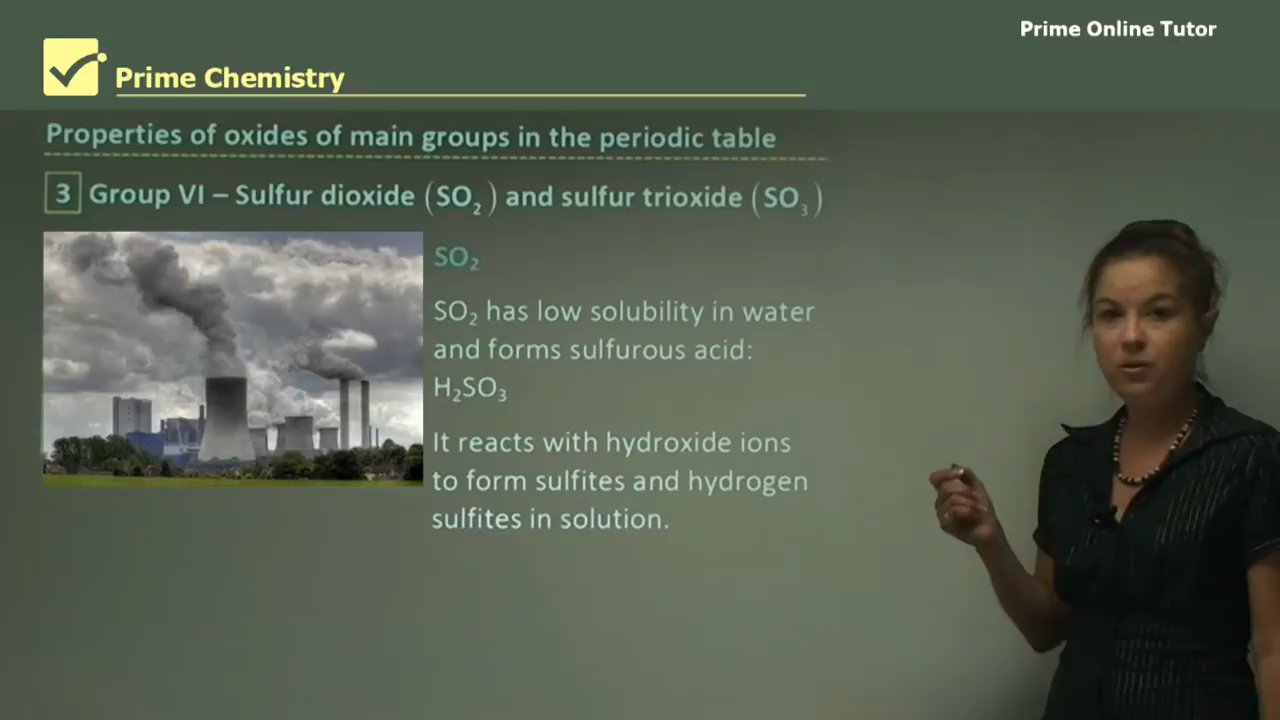 Prime Online Tutor
Prime Chemistry
Properties of oxides of main groups in the periodic table
3 Group VI – Sulfur dioxide (SO₂) and sulfur trioxide (SO₃)
SO₂
SO₂ has low solubility in water
and forms sulfurous acid:
H₂SO₃
It reacts with hydroxide ions
to form sulfites and hydrogen
sulfites in solution.